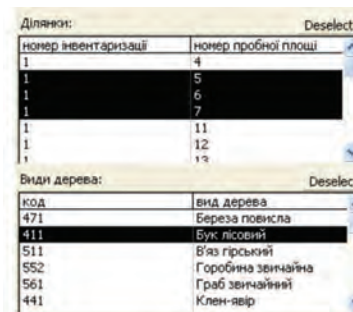 Ділянки: Deselect
номер інвентаризації номер пробної площі
1 4
1 5
1 6
1 7
1 11
1 12
1 13
Види дерева: Deselec
код вид дерева
471 Береза повисла
411 Бук лісовий
511 В'яз гірський
552 Горобина звичайна
561 Граб звичайний
441 Клен-явір